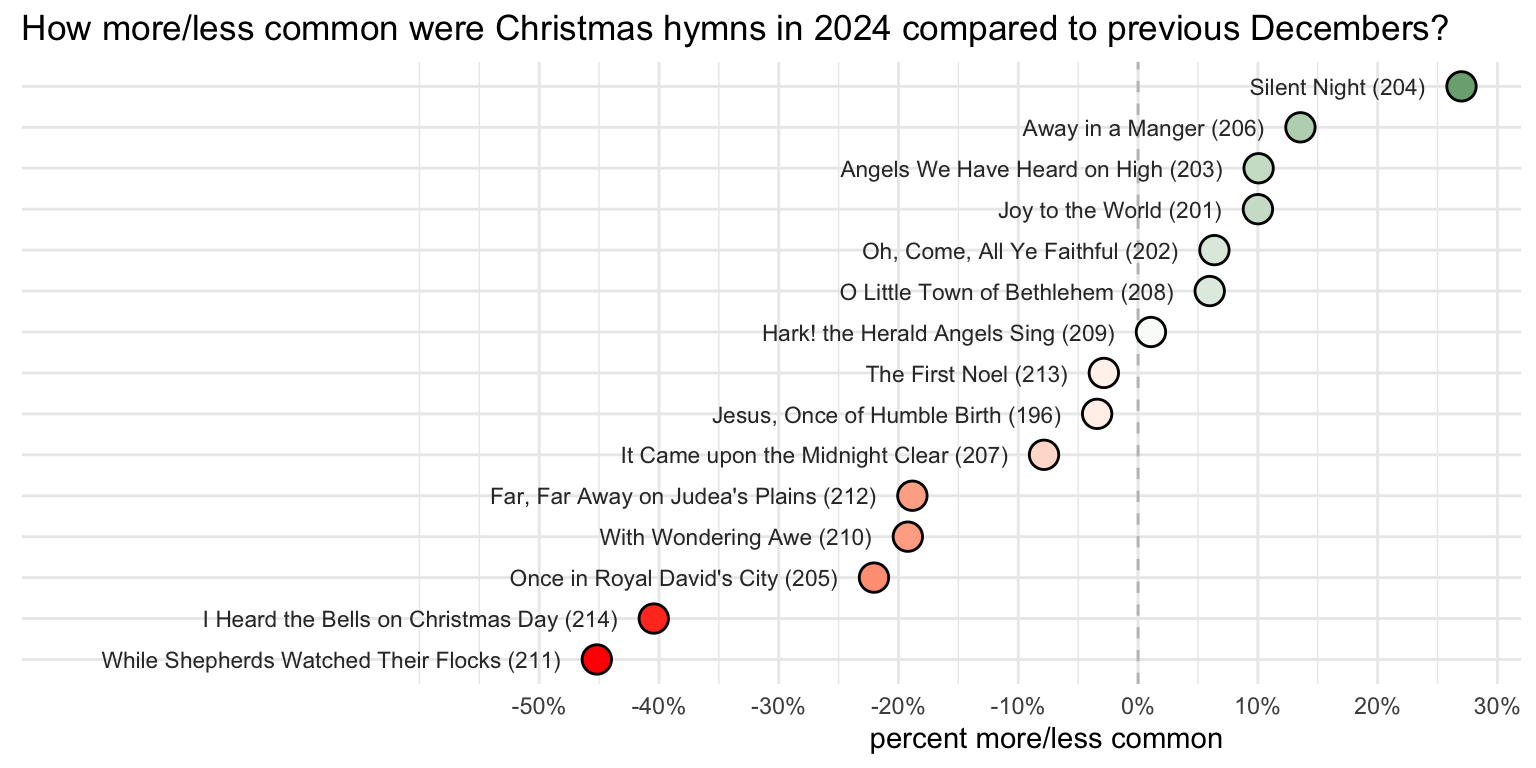 How more/less common were Christmas hymns in 2024 compared to previous Decembers?
Silent Night (204)
Away in a Manger (206)
Angels We Have Heard on High (203)
Joy to the World (201)
Oh, Come, All Ye Faithful (202)
O Little Town of Bethlehem (208)
Hark! the Herald Angels Sing (209)
The First Noel (213)
Jesus, Once of Humble Birth (196)
It Came upon the Midnight Clear (207)
Far, Far Away on Judea's Plains (212)
With Wondering Awe (210)
Once in Royal David's City (205)
I Heard the Bells on Christmas Day (214)
While Shepherds Watched Their Flocks (211)
-50% -40% -30% -20% -10% 0% 10% 20% 30%
percent more/less common